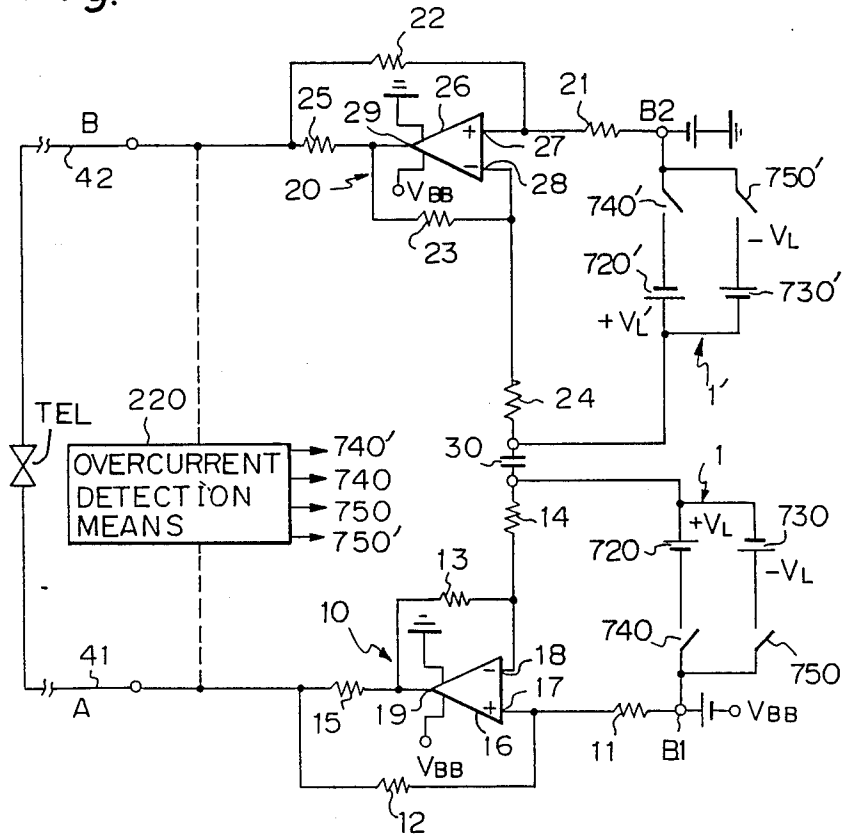 22
21
B2
26
25
29
27
28
B
42
20
VBB
23
740'
750'
-VL
720'
+VL'
730'
1'
24
30
TEL
220
OVERCURRENT
DETECTION
MEANS
740'
740
750
750'
14
1
+VL
720
730
-VL
13
10
740
750
18
17
41
A
15
19
16
11
B1
VBB
VBB
12